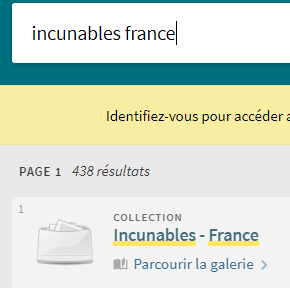 incunables france
Identifiez-vous pour accéder a
PAGE 1 438 résultats
1
COLLECTION
Incunables - France
Parcourir la galerie